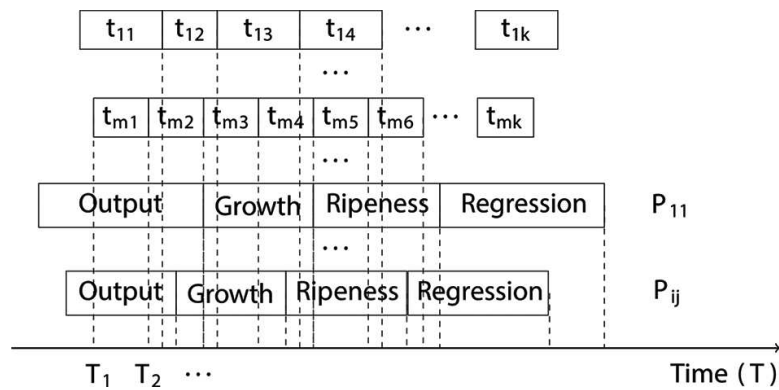 t₁₁ t₁₂ t₁₃ t₁₄ ··· t₁ₖ
···
tₘ₁ tₘ₂ tₘ₃ tₘ₄ tₘ₅ tₘ₆ ··· tₘₖ
···
Output Growth Ripeness Regression P₁₁
···
Output Growth Ripeness Regression Pᵢⱼ
T₁ T₂ ··· Time (T)